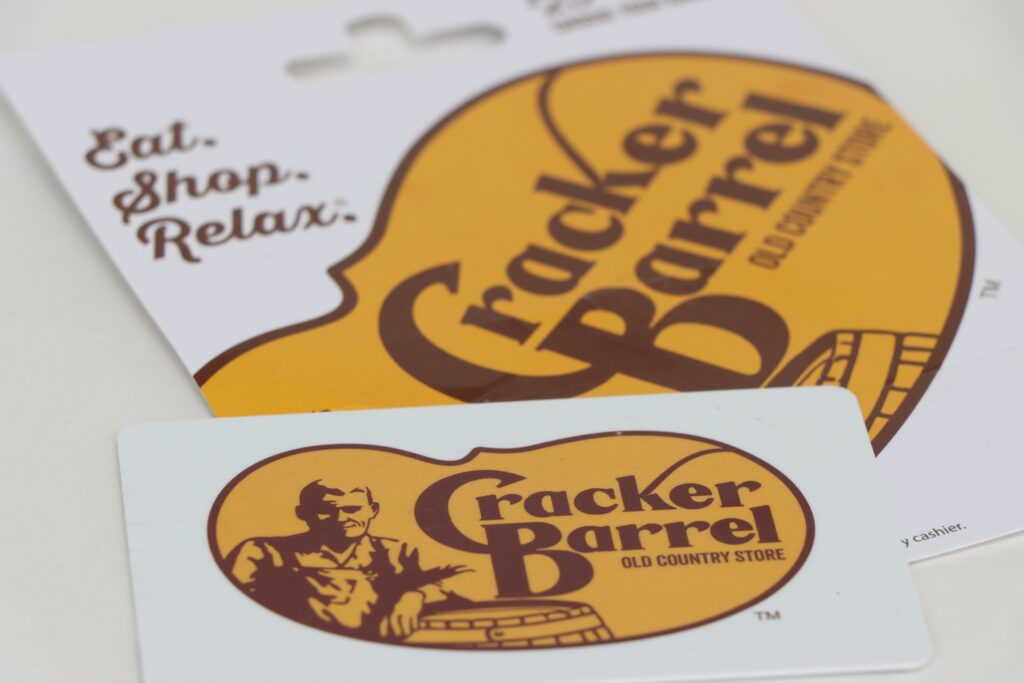 Eat.
Shop.
Relax.
Cracker
Barrel
OLD COUNTRY STORE
TM
y cashier.
Cracker
Barrel
OLD COUNTRY STORE
TM